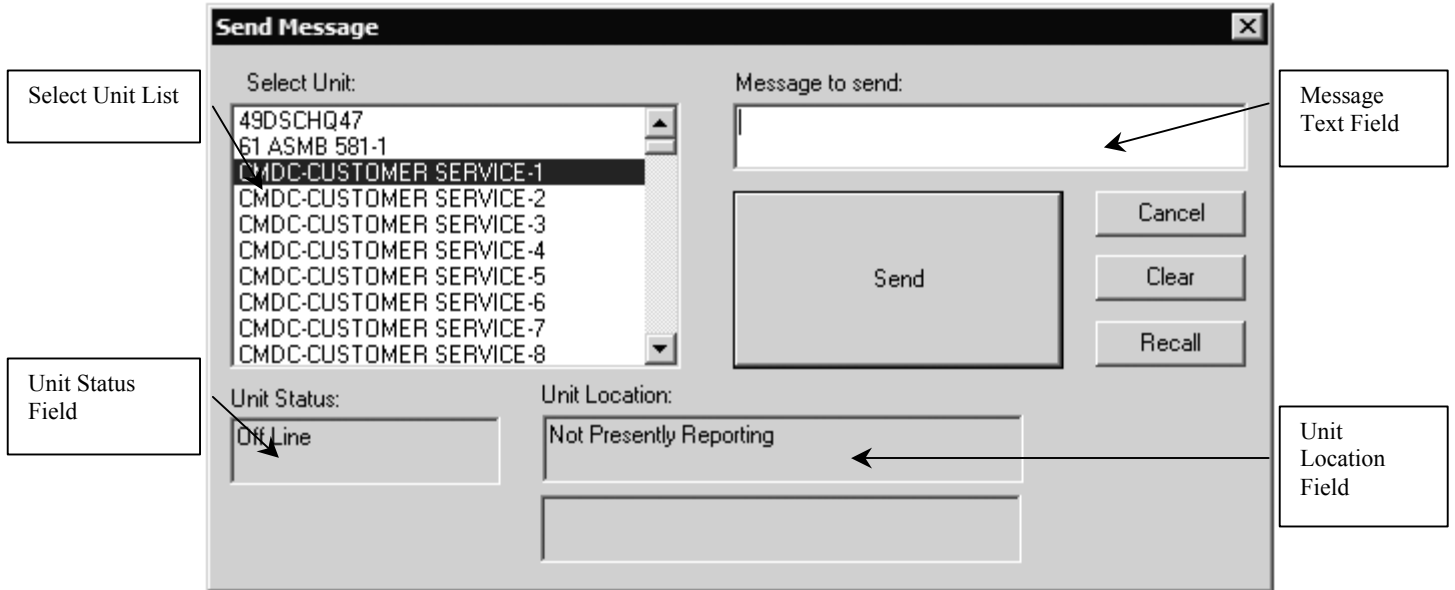 Send Message
Select Unit:
49DSCHQ47
61 ASMB 581-1
CMDC-CUSTOMER SERVICE-1
CMDC-CUSTOMER SERVICE-2
CMDC-CUSTOMER SERVICE-3
CMDC-CUSTOMER SERVICE-4
CMDC-CUSTOMER SERVICE-5
CMDC-CUSTOMER SERVICE-6
CMDC-CUSTOMER SERVICE-7
CMDC-CUSTOMER SERVICE-8
Message to send:
Send
Cancel
Clear
Recall
Unit Status:
Off Line
Unit Location:
Not Presently Reporting
Select Unit List
Unit Status
Field
Message
Text Field
Unit
Location
Field